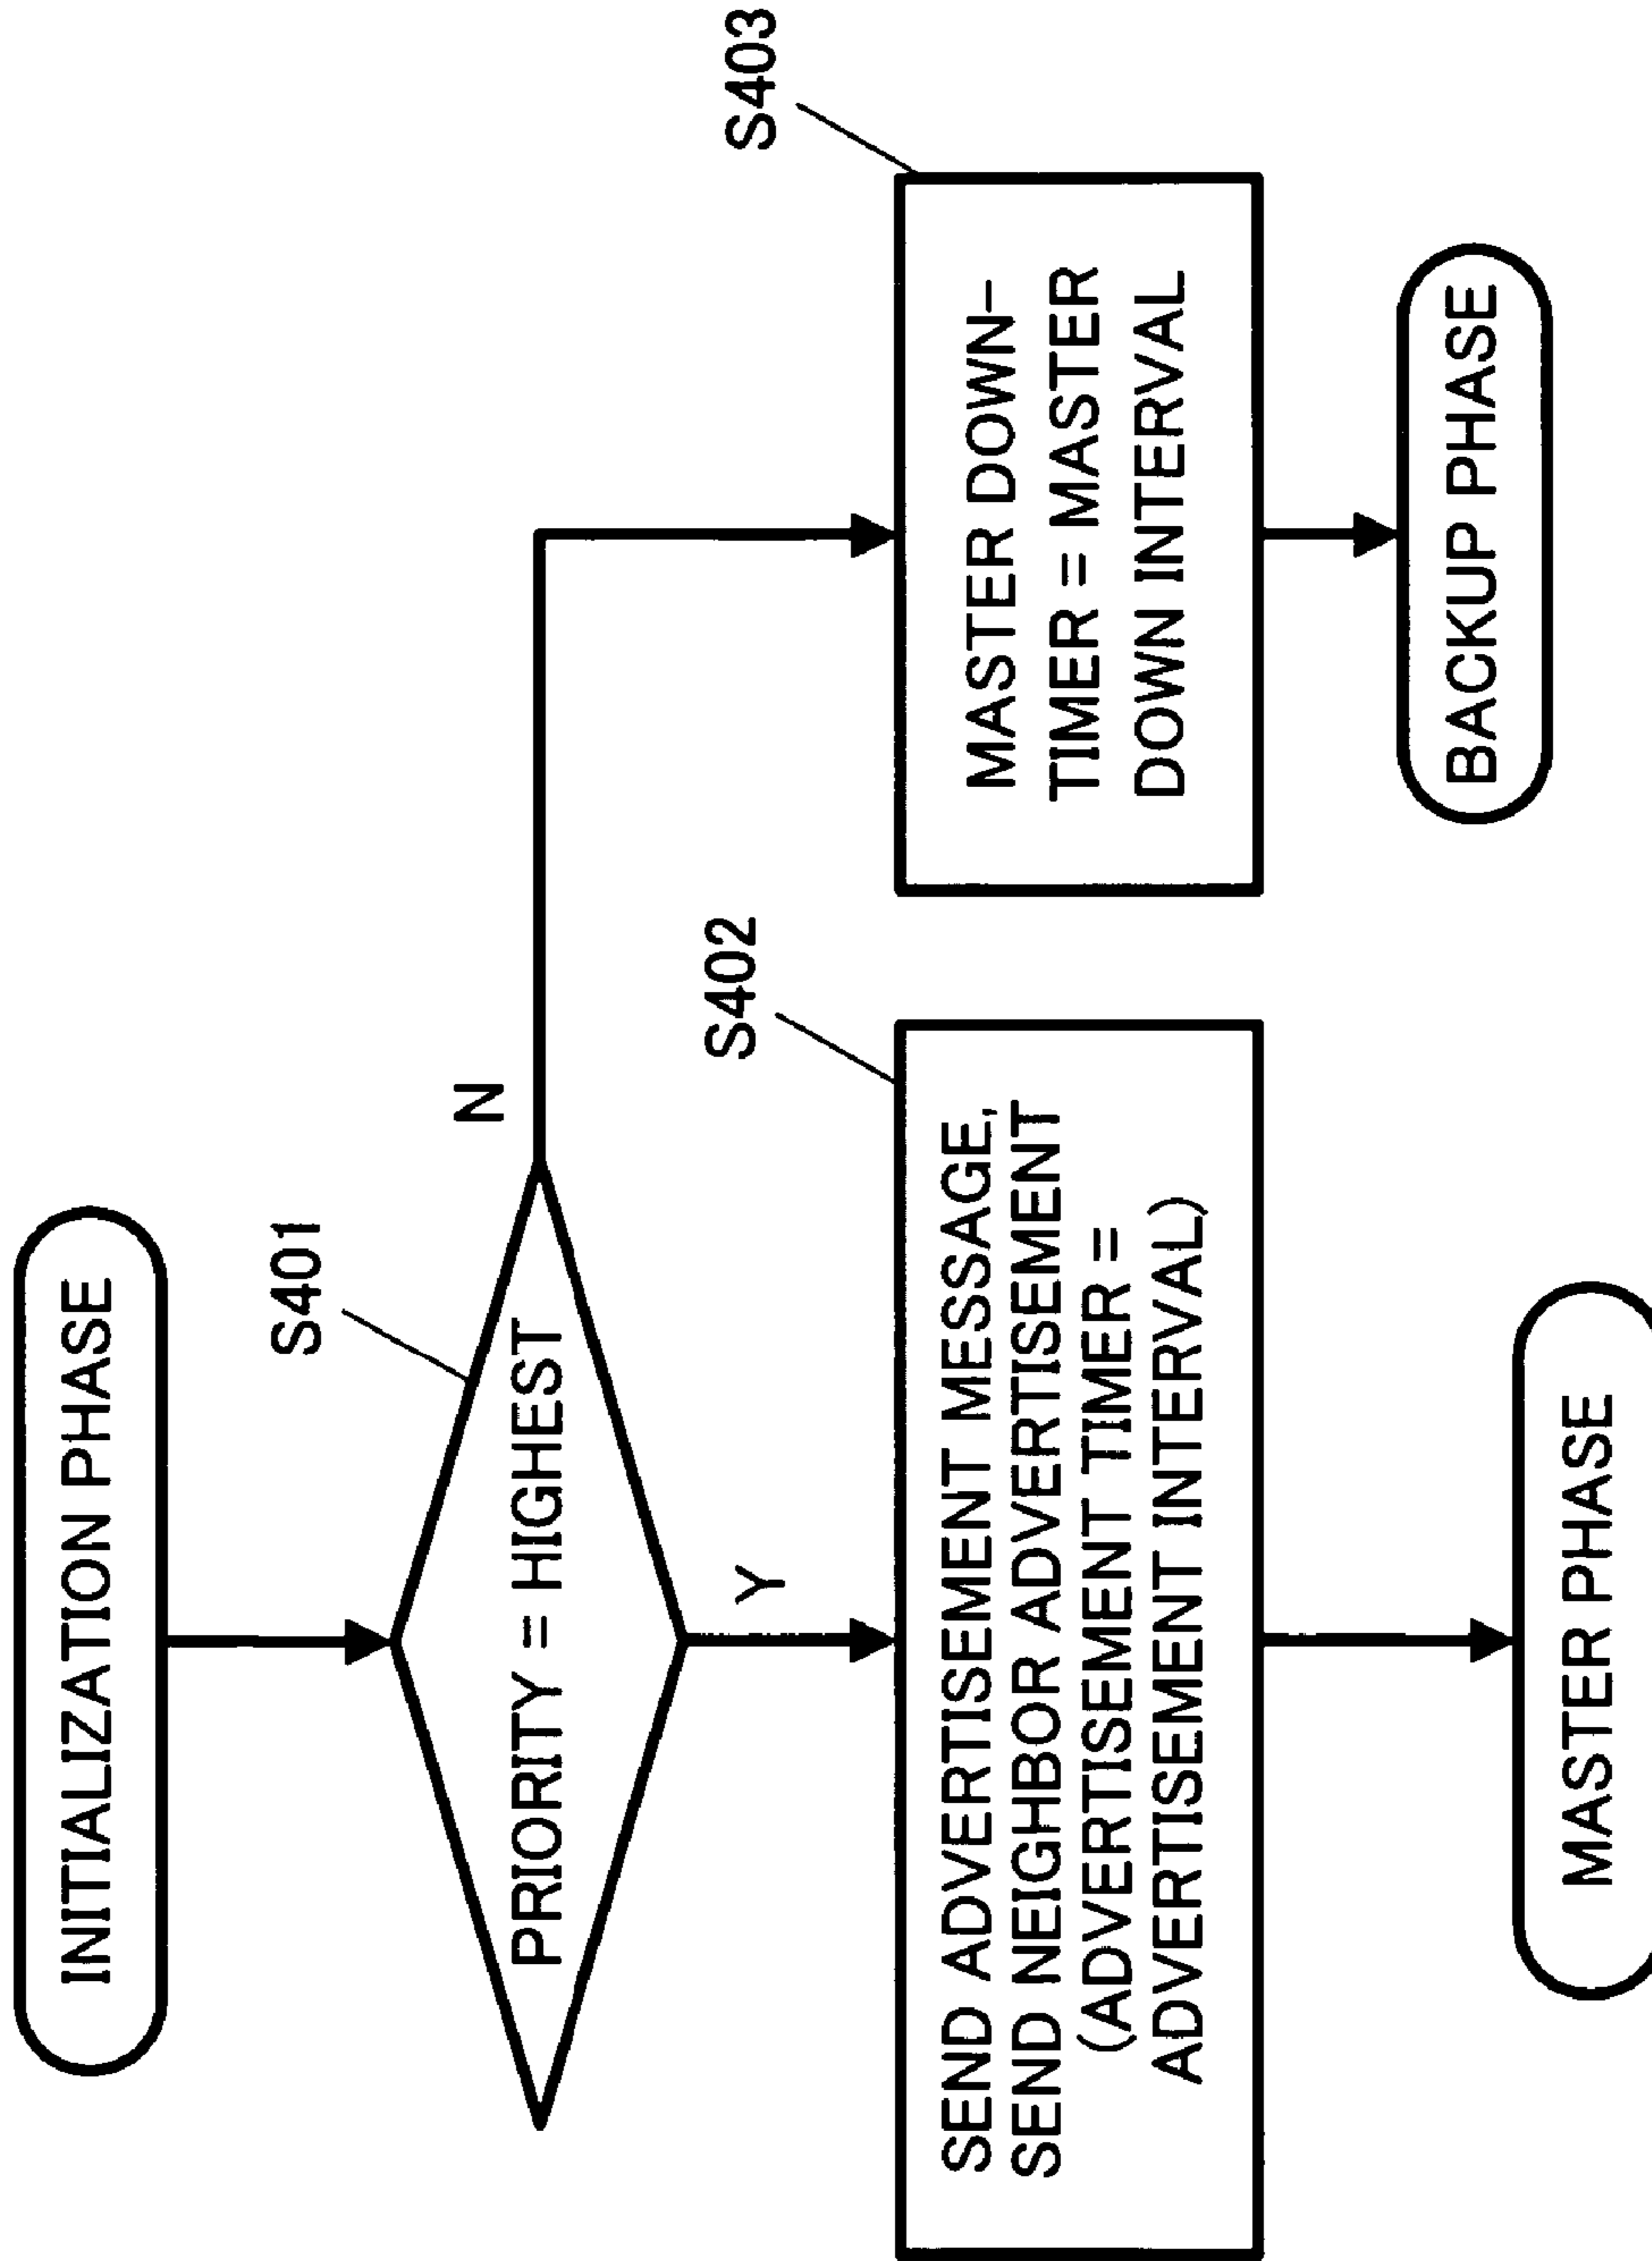 INITIALIZATION PHASE
S401
PRIORITY = HIGHEST
N
Y
S402
SEND ADVERTISEMENT MESSAGE,
SEND NEIGHBOR ADVERTISEMENT
(ADVERTISEMENT TIMER =
ADVERTISEMENT INTERVAL)
MASTER PHASE
S403
MASTER DOWN-
TIMER = MASTER
DOWN INTERVAL
BACKUP PHASE